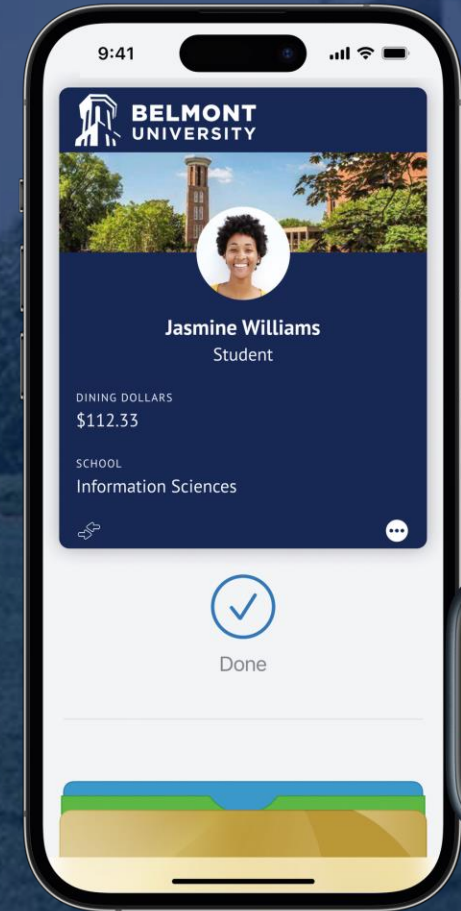 9:41
BELMONT
UNIVERSITY
Jasmine Williams
Student
DINING DOLLARS
$112.33
SCHOOL
Information Sciences
Done